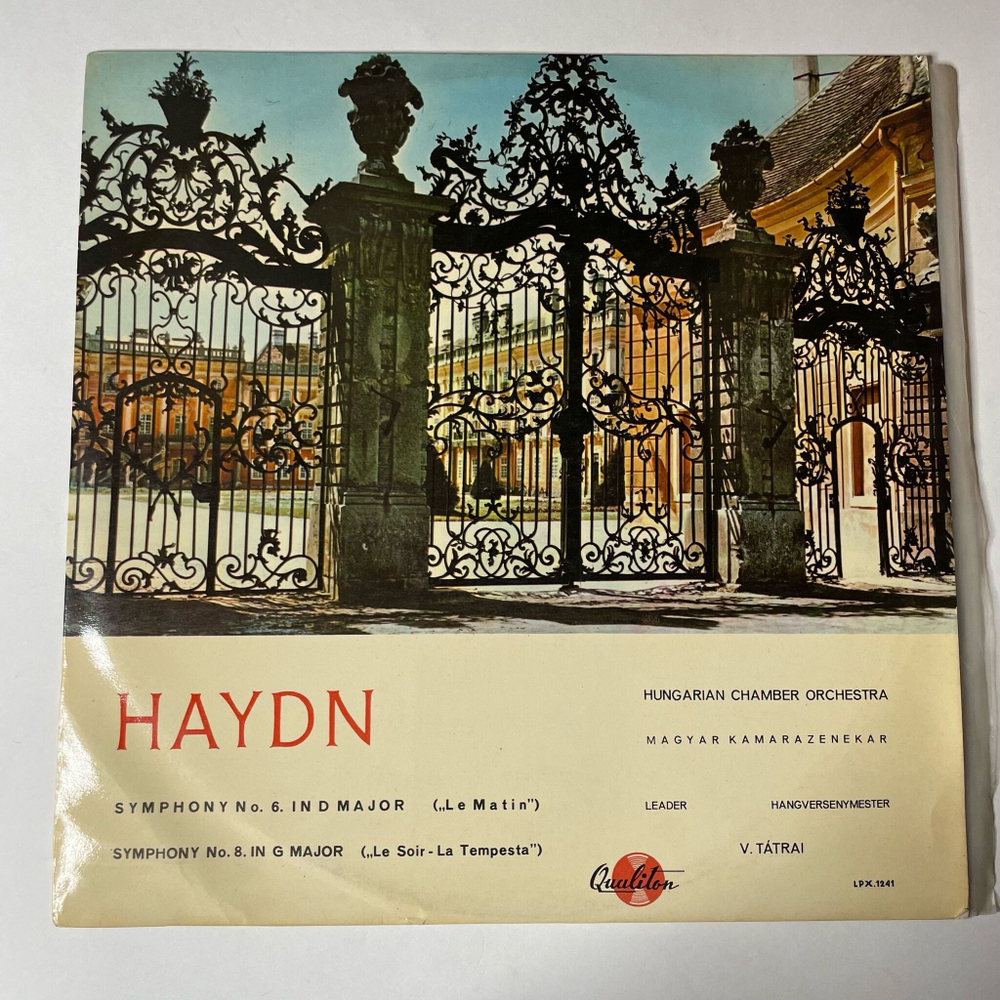 HAYDN
SYMPHONY No. 6. IN D MAJOR („Le Matin”)
SYMPHONY No. 8. IN G MAJOR („Le Soir - La Tempesta”)
HUNGARIAN CHAMBER ORCHESTRA
MAGYAR KAMARAZENEKAR
LEADER HANGVERSENYMESTER
V. TÁTRAI
Qualiton
LPX.1241